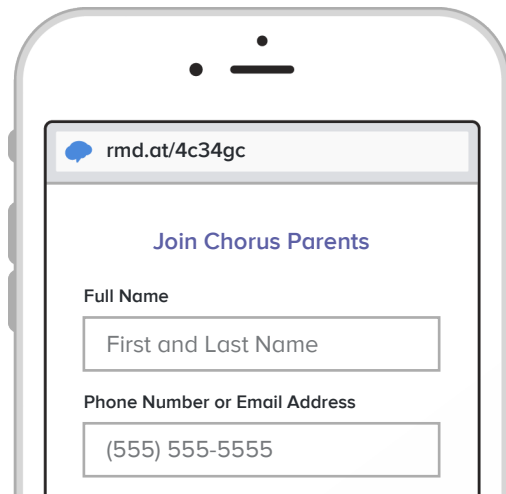 rmd.at/4c34gc
Join Chorus Parents
Full Name
First and Last Name
Phone Number or Email Address
(555) 555-5555